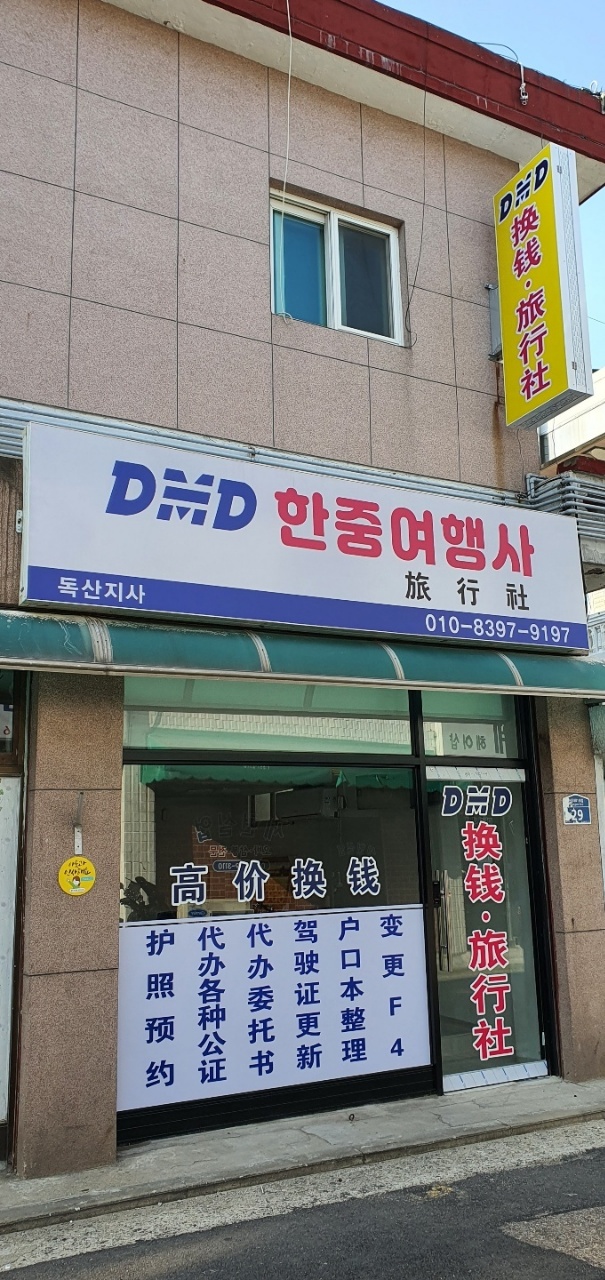 DMD
换钱·旅行社
DMD 한중여행사
旅行社
독산지사
010-8397-9197
DMD
换钱·旅行社
高价换钱
护照预约
代办各种公证
代办委托书
驾驶证更新
户口本整理
变更F4
29